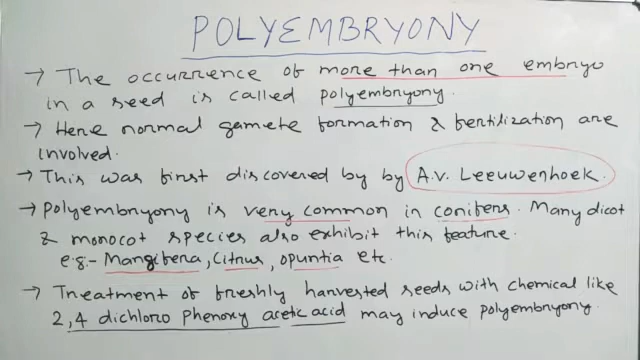 POLYEMBRYONY
→ The occurrence of more than one embryo
in a seed is called polyembryony.
→ Here normal gamete formation & fertilization are
involved.
→ This was first discovered by by A.V. Leeuwenhoek.
→ Polyembryony is very common in conifers. Many dicot
& monocot species also exhibit this feature.
e.g:- Mangifera, Citrus, opuntia etc.
→ Treatment of freshly harvested seeds with chemical like
2,4 dichloro phenoxy acetic acid may induce polyembryony.